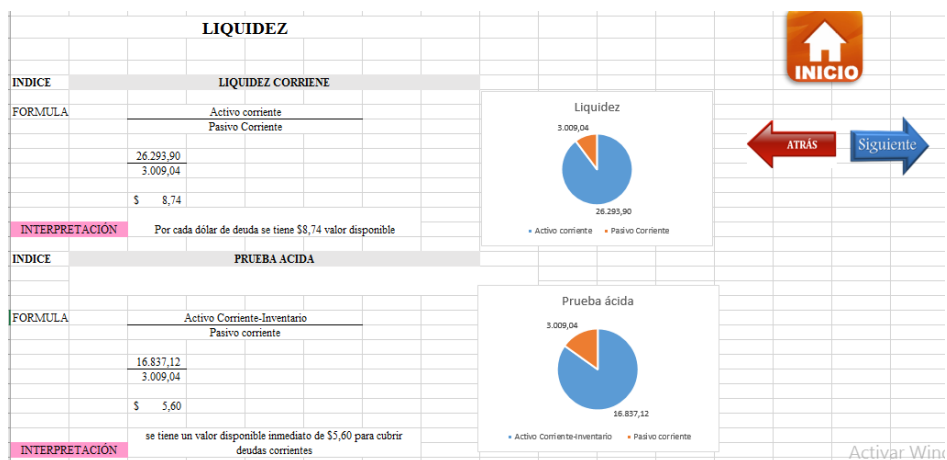 LIQUIDEZ
INICIO
INDICE LIQUIDEZ CORRIENE
FORMULA Activo corriente
Pasivo Corriente
26.293,90
3.009,04
$ 8,74
INTERPRETACIÓN Por cada dólar de deuda se tiene $8,74 valor disponible
Liquidez
3.009,04
26.293,90
Activo corriente Pasivo Corriente
ATRÁS Siguiente
INDICE PRUEBA ACIDA
FORMULA Activo Corriente-Inventario
Pasivo corriente
16.837,12
3.009,04
$ 5,60
INTERPRETACIÓN se tiene un valor disponible inmediato de $5,60 para cubrir
deudas corrientes
Prueba ácida
3.009,04
16.837,12
Activo Corriente-Inventario Pasivo corriente
Activar Win